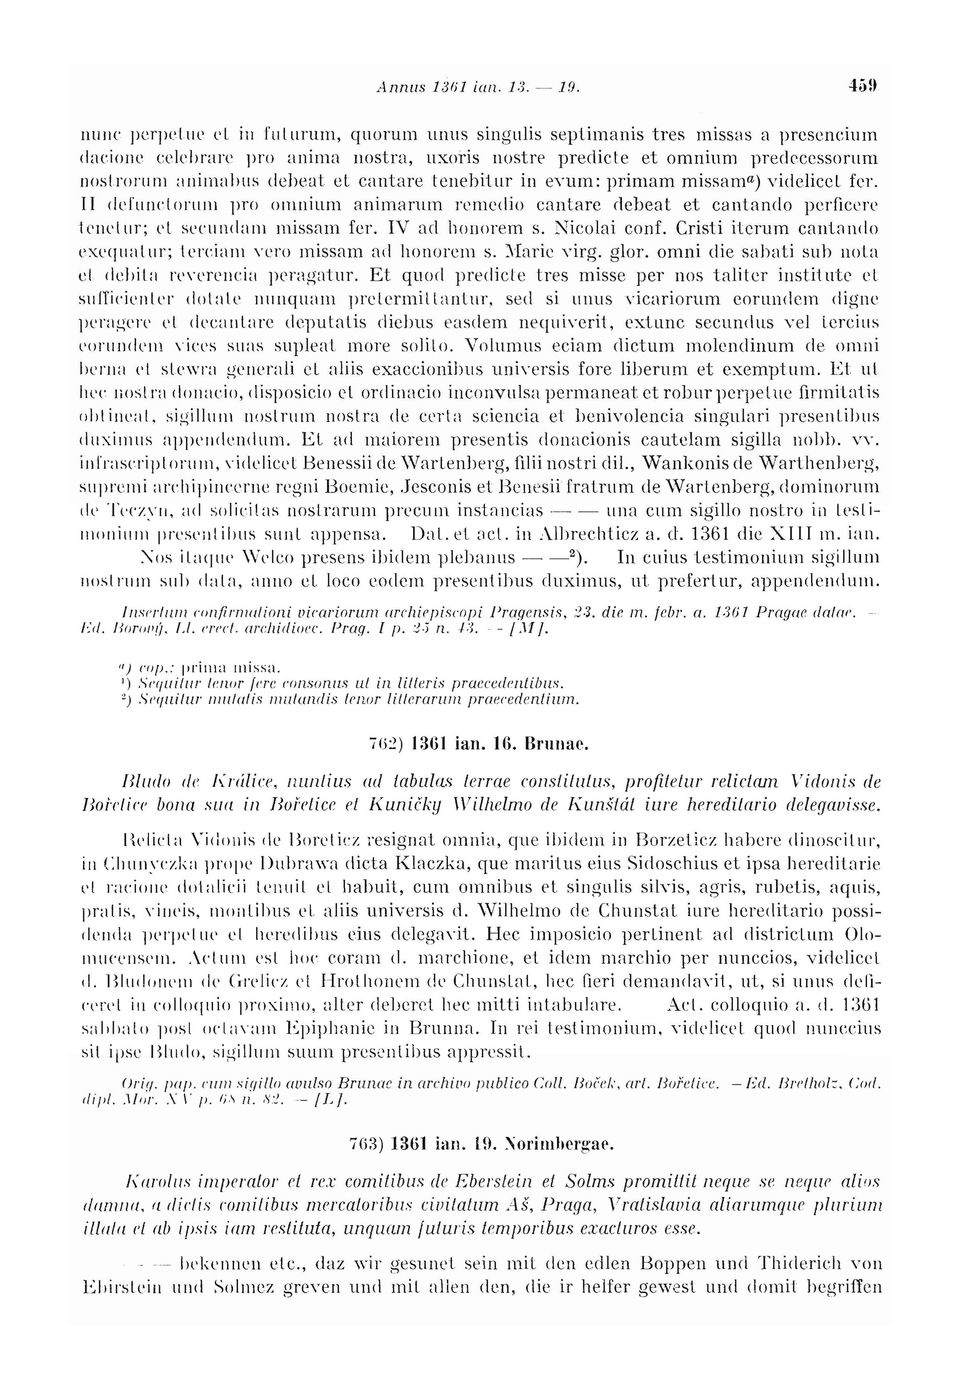 Annus 1361 ian. 13. — 19. 459
nunc perpetue et in futurum, quorum unus singulis septimanis tres missas a presencium
dacione celebrare pro anima nostra, uxoris nostre predicte et omnium predecessorum
nostrorum animabus debeat et cantare tenebitur in evum: primam missamᵃ) videlicet fer.
II defunctorum pro omnium animarum remedio cantare debeat et cantando perficere
tenetur; et secundam missam fer. IV ad honorem s. Nicolai conf. Cristi iterum cantando
exequatur; terciam vero missam ad honorem s. Marie virg. glor. omni die sabati sub nota
et debita reverencia peragatur. Et quod predicte tres misse per nos taliter institute et
sufficienter dotate nunquam pretermittantur, sed si unus vicariorum eorundem digne
peragere et decantare deputatis diebus easdem nequiverit, extunc secundus vel tercius
eorundem vices suas supleat more solito. Volumus eciam dictum molendinum de omni
berna et stewra generali et aliis exaccionibus universis fore liberum et exemptum. Et ut
hec nostra donacio, disposicio et ordinacio inconvulsa permaneat et robur perpetue firmitatis
obtineat, sigillum nostrum nostra de certa sciencia et benivolencia singulari presentibus
duximus appendendum. Et ad maiorem presentis donacionis cautelam sigilla nobb. vv.
infrascriptorum, videlicet Benessii de Wartenberg, filii nostri dil., Wankonis de Warthenberg,
supremi archipincerne regni Boemie, Jesconis et Benesii fratrum de Wartenberg, dominorum
de Teczyn, ad solicitas nostrarum precum instancias — — una cum sigillo nostro in testi-
monium presentibus sunt appensa. Dat. et act. in Albrechticz a. d. 1361 die XIII m. ian.
Nos itaque Welco presens ibidem plebanus — —²). In cuius testimonium sigillum
nostrum sub data, anno et loco eodem presentibus duximus, ut prefertur, appendendum.
Insertum confirmationi vicariorum archiepiscopi Pragensis, 23. die m. febr. a. 1361 Pragae datae. –
Ed. Borový, Ll. erect. archidioec. Prag. I p. 25 n. 43. – – [M].
ᵃ) cop.: prima missa.
¹) Sequitur tenor fere consonus ut in litteris praecedentibus.
²) Sequitur mutatis mutandis tenor litterarum praecedentium.
762) 1361 ian. 16. Brunae.
Bludo de Králice, nuntius ad tabulas terrae constitutus, profitetur relictam Vidonis de
Bořetice bona sua in Bořetice et Kuničky Wilhelmo de Kunštát iure hereditario delegavisse.
Relicta Vidonis de Boreticz resignat omnia, que ibidem in Borzeticz habere dinoscitur,
in Chunyczka prope Dubrawa dicta Klaczka, que maritus eius Sidoschius et ipsa hereditarie
et racione dotalicii tenuit et habuit, cum omnibus et singulis silvis, agris, rubetis, aquis,
pratis, vineis, montibus et aliis universis d. Wilhelmo de Chunstat iure hereditario possi-
denda perpetue et heredibus eius delegavit. Hec imposicio pertinent ad districtum Olo-
mucensem. Actum est hoc coram d. marchione, et idem marchio per nunccios, videlicet
d. Bludonem de Grelicz et Hrothonem de Chunstat, hec fieri demandavit, ut, si unus defi-
ceret in colloquio proximo, alter deberet hec mitti intabulare. Act. colloquio a. d. 1361
sabbato post octavam Epiphanie in Brunna. In rei testimonium, videlicet quod nunccius
sit ipse Bludo, sigillum suum presentibus appressit.
Orig. pap. cum sigillo avulso Brunae in archivo publico Coll. Boček, art. Bořetice. — Ed. Bretholz, Cod.
dipl. Mor. XV p. 68 n. 82. — [L].
763) 1361 ian. 19. Norimbergae.
Karolus imperator et rex comitibus de Eberstein et Solms promittit neque se neque alios
damna, a dictis comitibus mercatoribus civitatum Aš, Praga, Vratislavia aliarumque plurium
illata et ab ipsis iam restituta, unquam futuris temporibus exacturos esse.
– — bekennen etc., daz wir gesunet sein mit den edlen Boppen und Thiderich von
Ebirstein und Solmez greven und mit allen den, die ir helfer gewest und domit begriffen